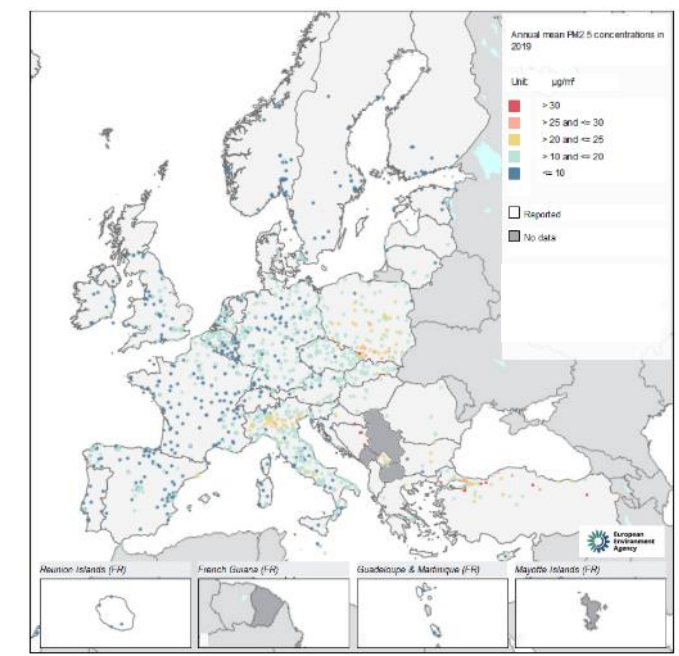 Annual mean PM2.5 concentrations in
2019
Unit: µg/m³
> 30
> 25 and <= 30
> 20 and <= 25
> 10 and <= 20
<= 10
Reported
No data
European
Environment
Agency
Reunion Islands (FR)
French Guiana (FR)
Guadeloupe & Martinique (FR)
Mayotte Islands (FR)